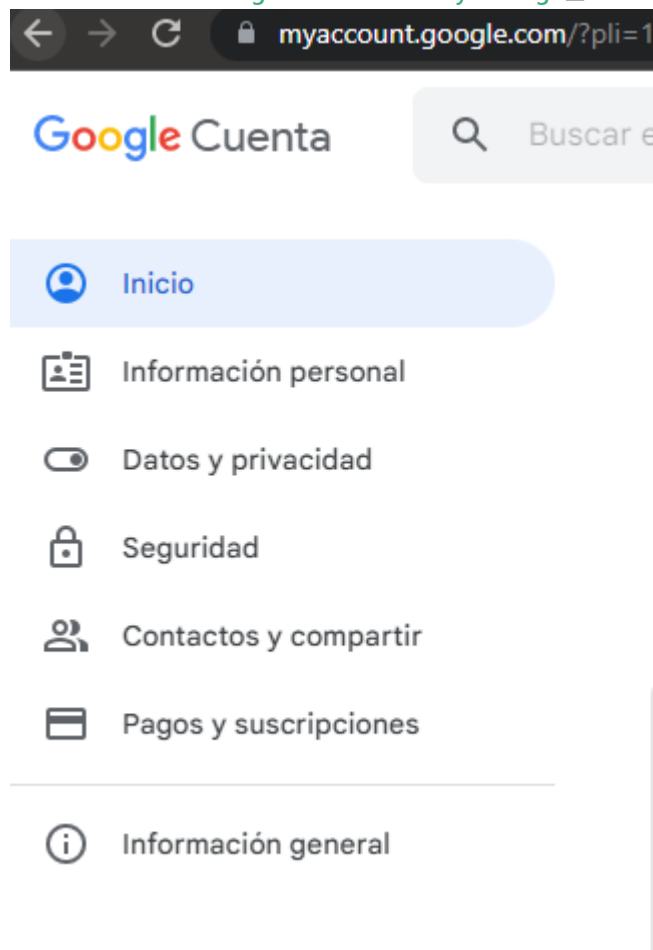 myaccount.google.com/?pli=1
Google Cuenta
Buscar e
Inicio
Información personal
Datos y privacidad
Seguridad
Contactos y compartir
Pagos y suscripciones
Información general